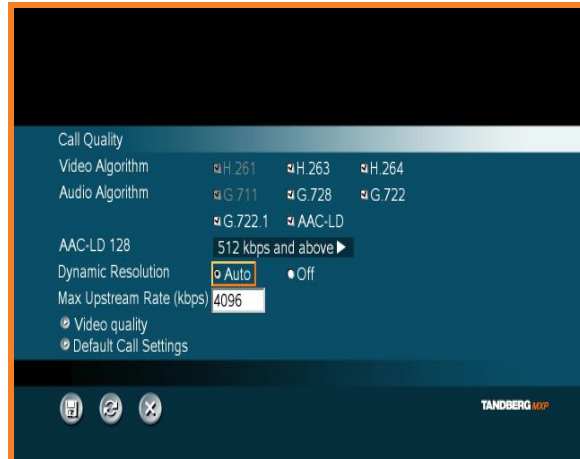 Call Quality
Video Algorithm H.261 H.263 H.264
Audio Algorithm G.711 G.728 G.722
G.722.1 AAC-LD
AAC-LD 128 512 kbps and above
Dynamic Resolution Auto Off
Max Upstream Rate (kbps) 4096
Video quality
Default Call Settings
TANDBERG MXP